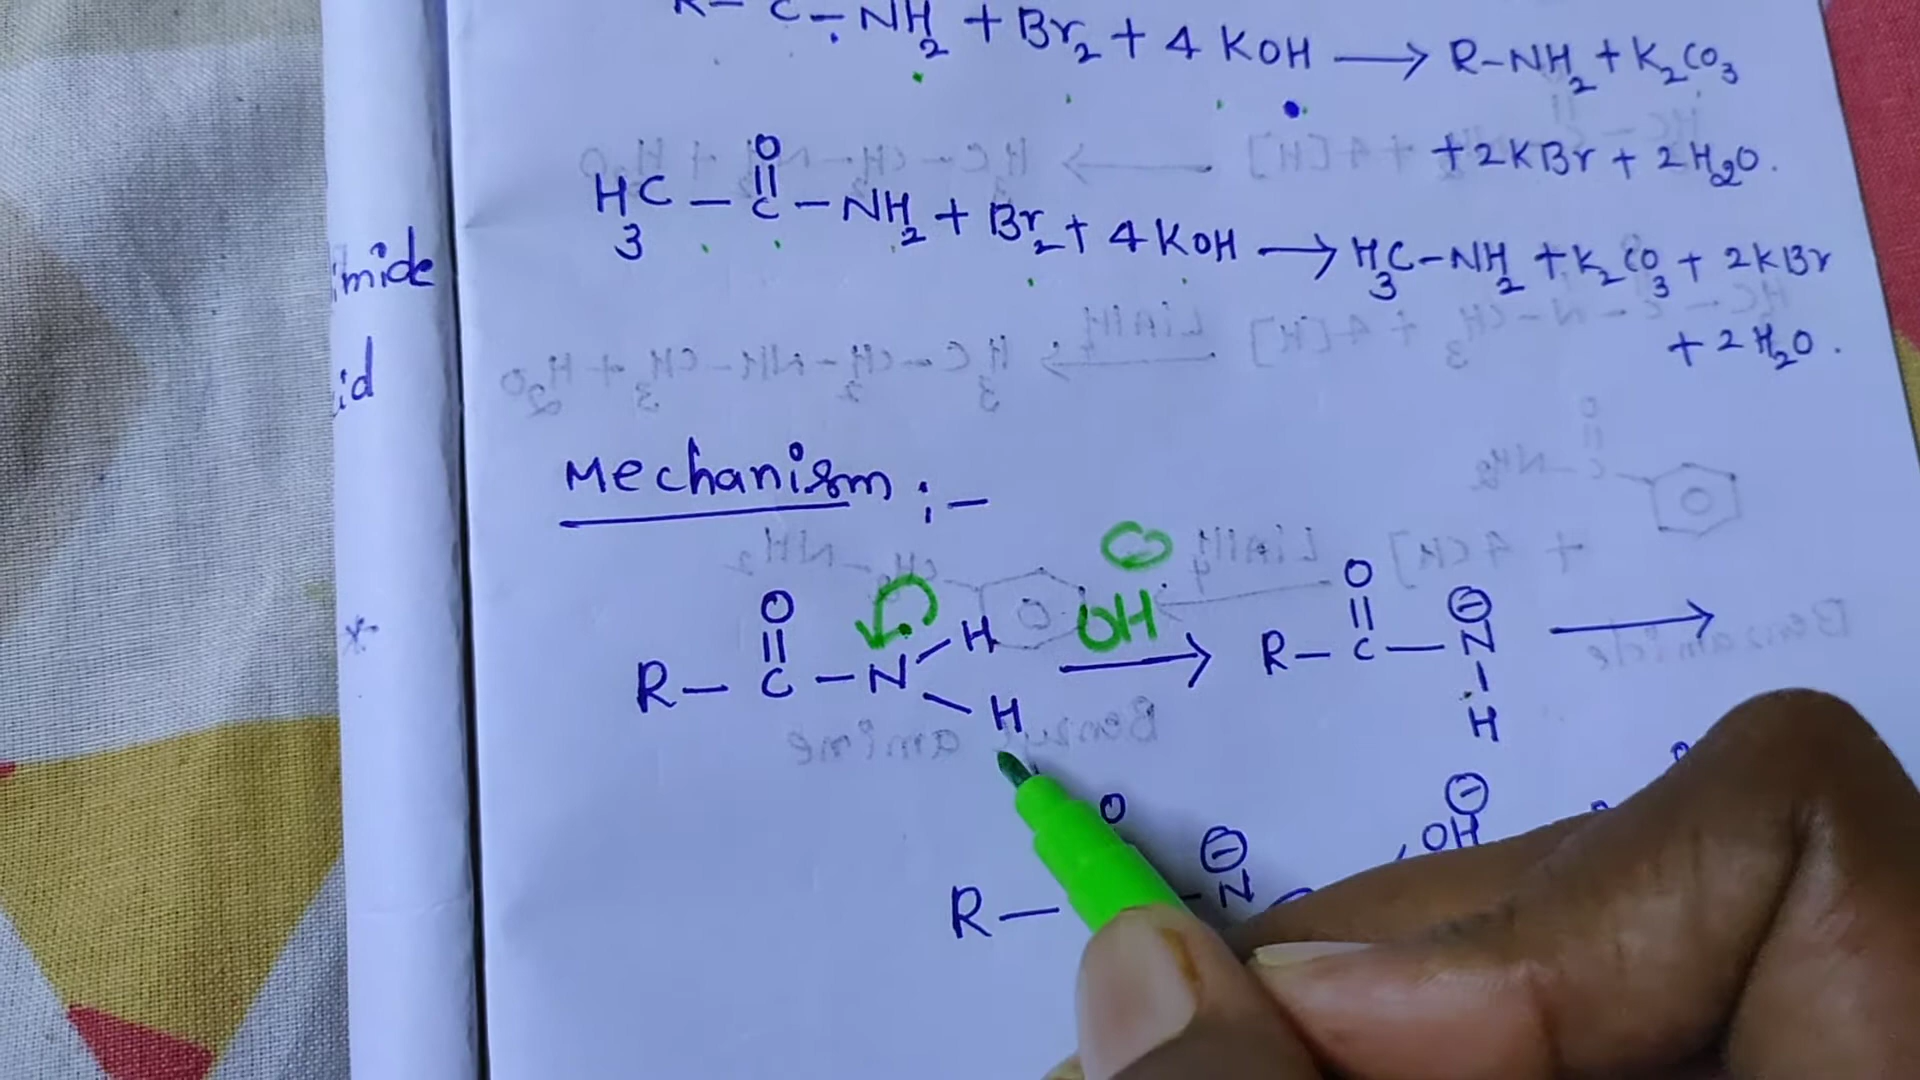 R-C-NH2 + Br2 + 4 KOH → R-NH2 + K2CO3
+ 2KBr + 2H2O.
O
||
H3C - C - NH2 + Br2 + 4 KOH → H3C-NH2 + K2CO3 + 2KBr
+ 2H2O.
mide
id
Mechanism :-
O H OH⊖ O ⊖
|| ||
R - C - N → R - C - N →
H H
*
O ⊖ OH⊖
R - N